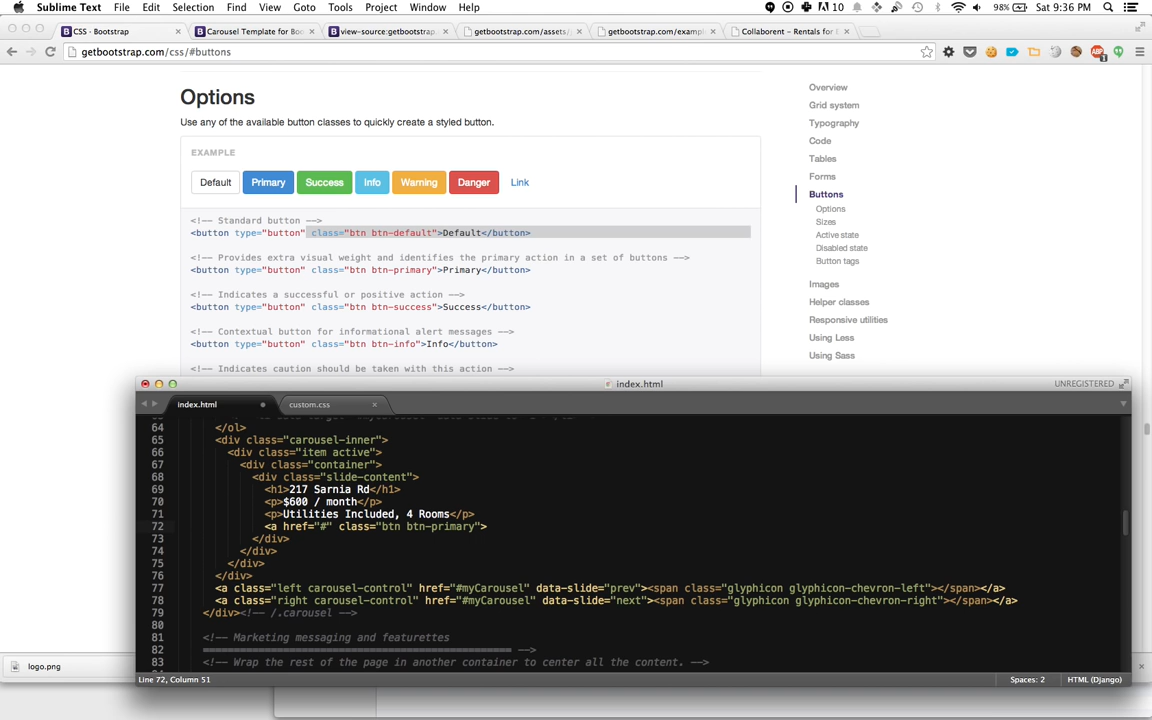 Sublime Text File Edit Selection Find View Goto Tools Project Window Help 10 98% Sat 9:36 PM
CSS · Bootstrap Carousel Template for Boo view-source:getbootstrap. getbootstrap.com/assets/ getbootstrap.com/exampl Collaborent – Rentals for E
getbootstrap.com/css/#buttons
Options
Use any of the available button classes to quickly create a styled button.
EXAMPLE
Default Primary Success Info Warning Danger Link
<!-- Standard button -->
<button type="button" class="btn btn-default">Default</button>
<!-- Provides extra visual weight and identifies the primary action in a set of buttons -->
<button type="button" class="btn btn-primary">Primary</button>
<!-- Indicates a successful or positive action -->
<button type="button" class="btn btn-success">Success</button>
<!-- Contextual button for informational alert messages -->
<button type="button" class="btn btn-info">Info</button>
<!-- Indicates caution should be taken with this action -->
Overview
Grid system
Typography
Code
Tables
Forms
Buttons
Options
Sizes
Active state
Disabled state
Button tags
Images
Helper classes
Responsive utilities
Using Less
Using Sass
index.html UNREGISTERED
index.html custom.css
64 </ol>
65 <div class="carousel-inner">
66 <div class="item active">
67 <div class="container">
68 <div class="slide-content">
69 <h1>217 Sarnia Rd</h1>
70 <p>$600 / month</p>
71 <p>Utilities Included, 4 Rooms</p>
72 <a href="#" class="btn btn-primary">
73 </div>
74 </div>
75 </div>
76 </div>
77 <a class="left carousel-control" href="#myCarousel" data-slide="prev"><span class="glyphicon glyphicon-chevron-left"></span></a>
78 <a class="right carousel-control" href="#myCarousel" data-slide="next"><span class="glyphicon glyphicon-chevron-right"></span></a>
79 </div><!-- /.carousel -->
80
81 <!-- Marketing messaging and featurettes
82 ================================================== -->
83 <!-- Wrap the rest of the page in another container to center all the content. -->
logo.png
Line 72, Column 51 Spaces: 2 HTML (Django)